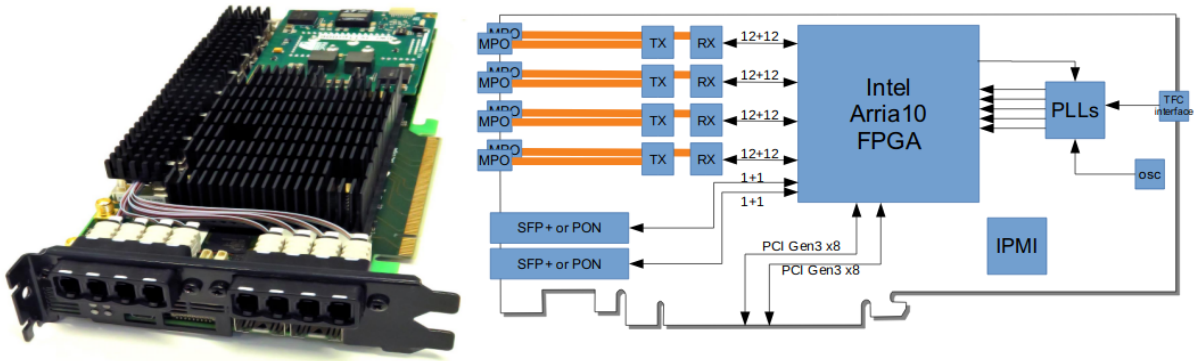 MPO
MPO
TX
RX
12+12
MPO
MPO
TX
RX
12+12
MPO
MPO
TX
RX
12+12
MPO
MPO
TX
RX
12+12
Intel
Arria10
FPGA
PLLs
TFC
interface
osc
1+1
1+1
SFP+ or PON
SFP+ or PON
PCI Gen3 x8
PCI Gen3 x8
IPMI